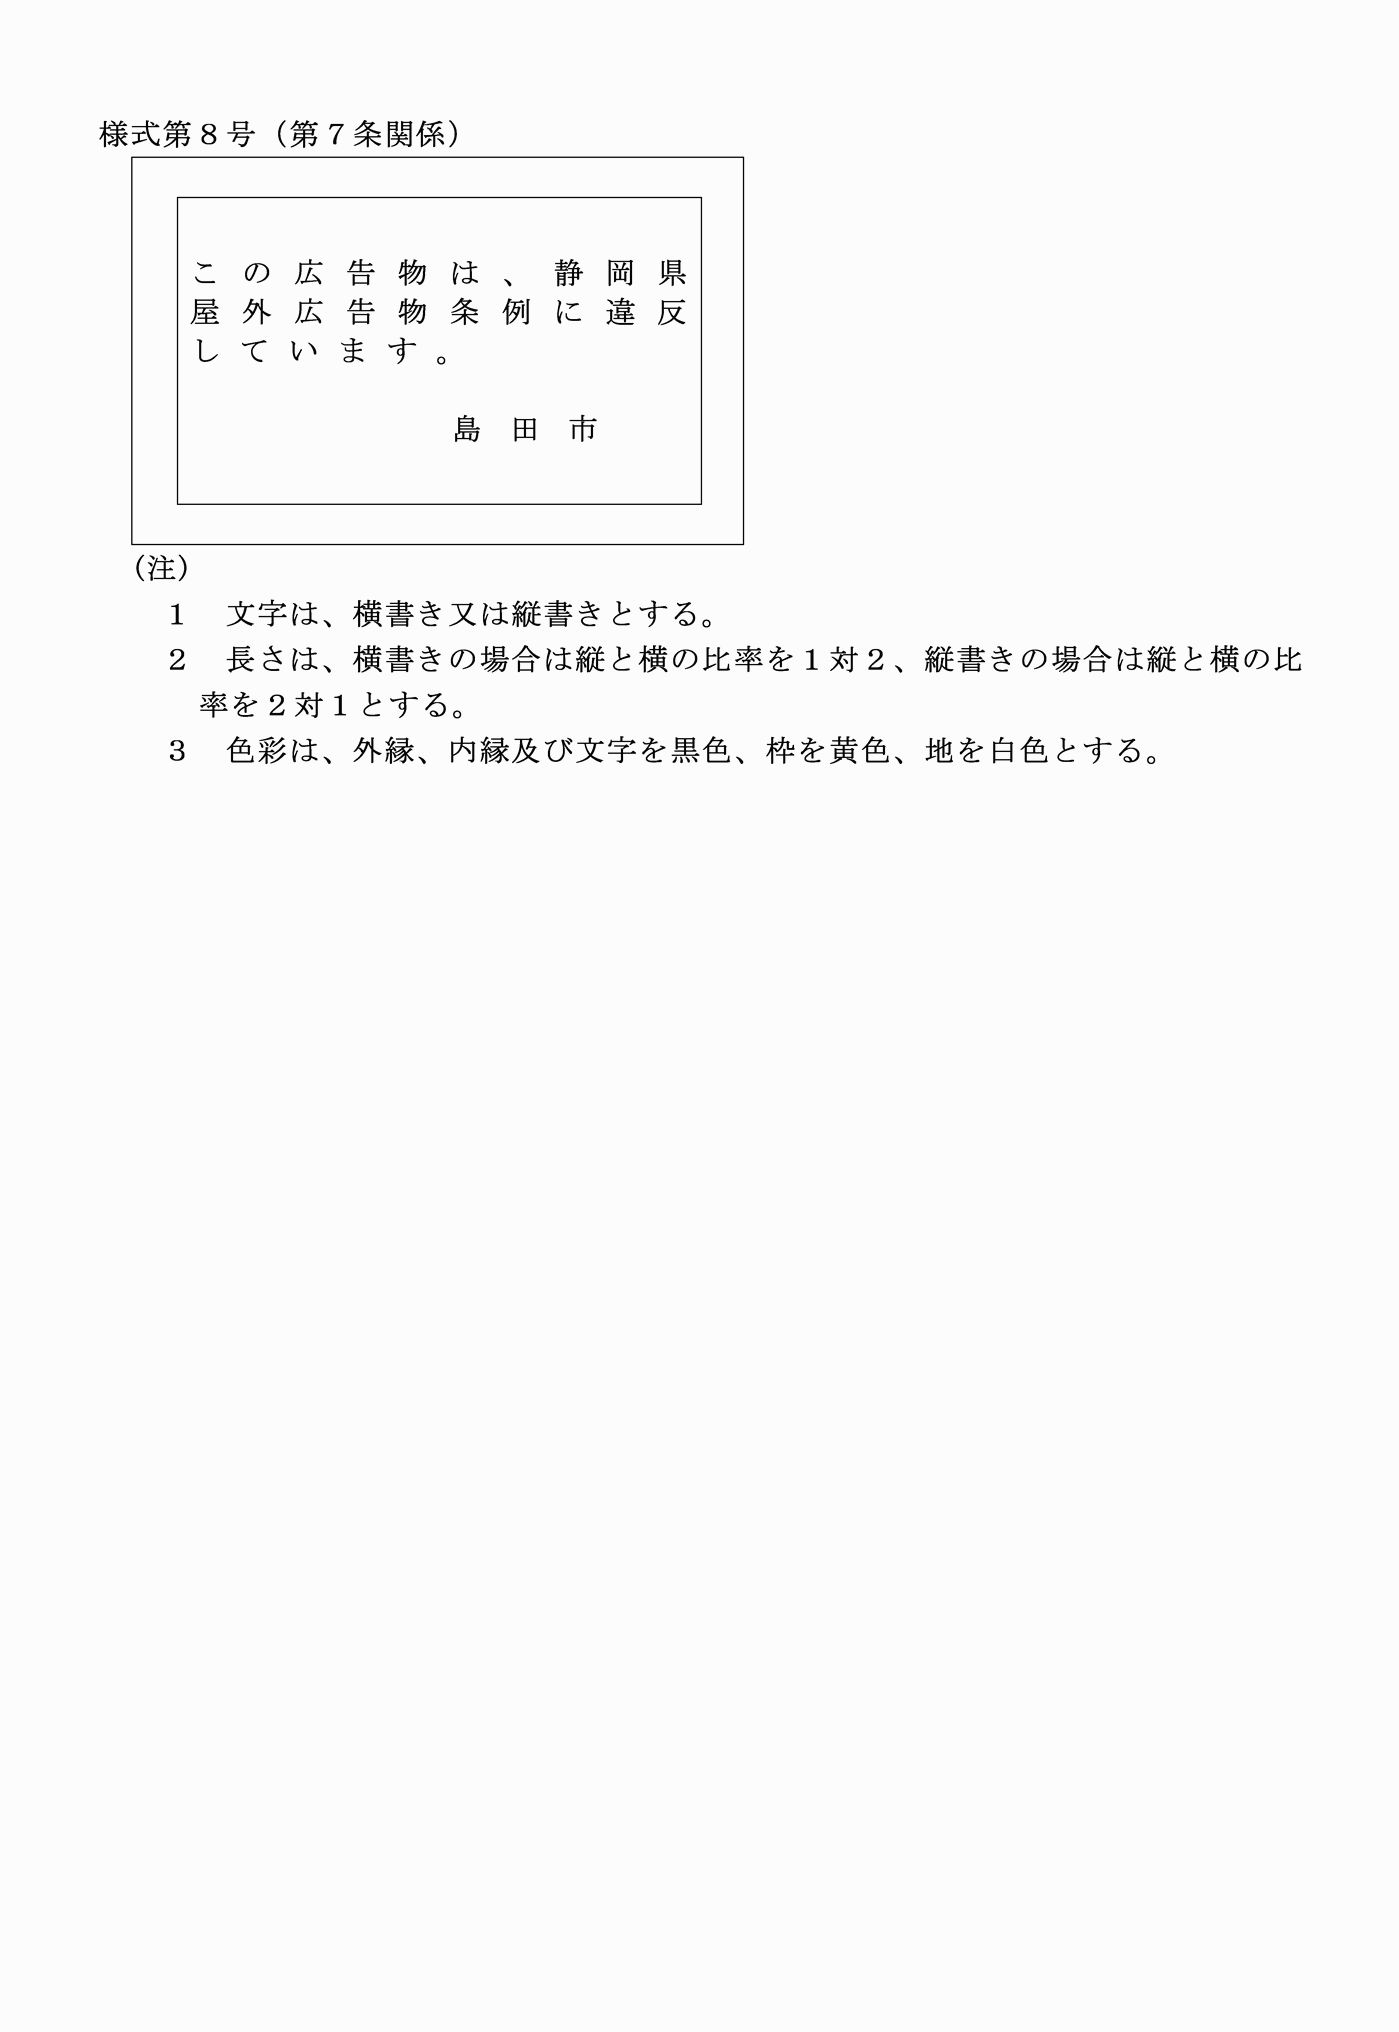 様式第８号（第７条関係）
この広告物は、静岡県
屋外広告物条例に違反
しています。
島田市
（注）
１　文字は、横書き又は縦書きとする。
２　長さは、横書きの場合は縦と横の比率を１対２、縦書きの場合は縦と横の比
率を２対１とする。
３　色彩は、外縁、内縁及び文字を黒色、枠を黄色、地を白色とする。